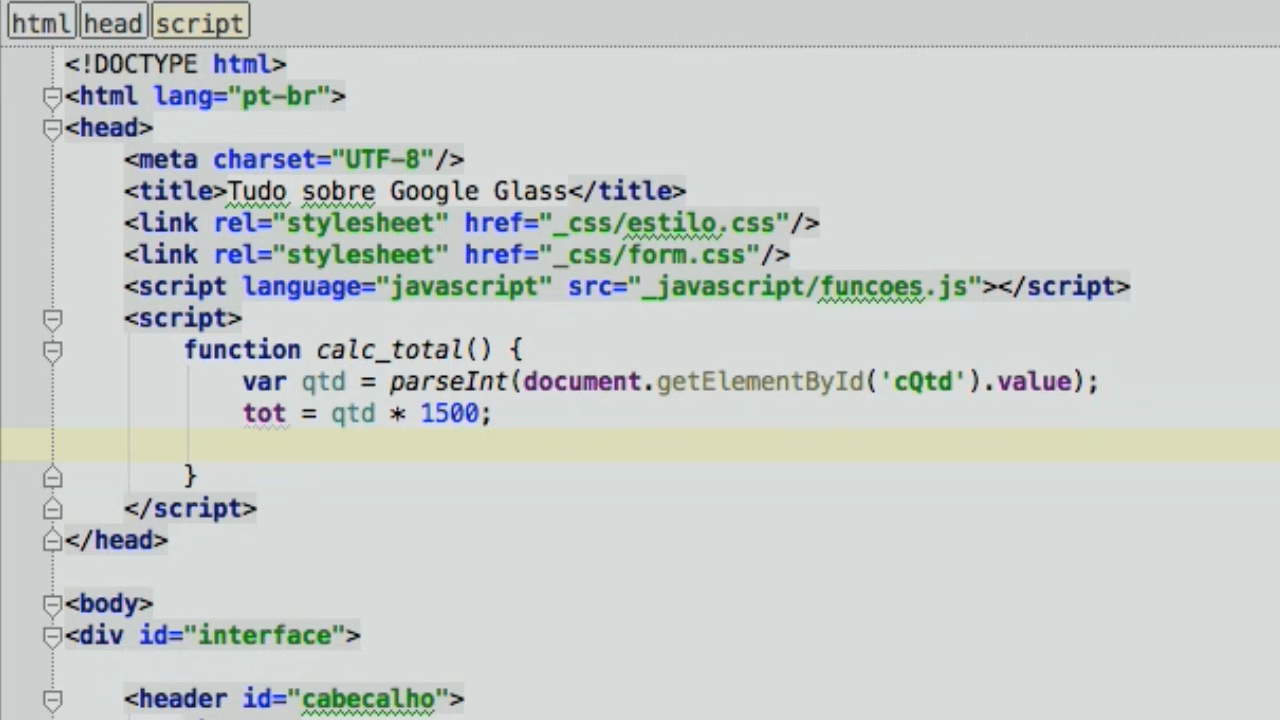 html head script
<!DOCTYPE html>
<html lang="pt-br">
<head>
    <meta charset="UTF-8"/>
    <title>Tudo sobre Google Glass</title>
    <link rel="stylesheet" href="_css/estilo.css"/>
    <link rel="stylesheet" href="_css/form.css"/>
    <script language="javascript" src="_javascript/funcoes.js"></script>
    <script>
        function calc_total() {
            var qtd = parseInt(document.getElementById('cQtd').value);
            tot = qtd * 1500;
        }
    </script>
</head>
<body>
<div id="interface">
    <header id="cabecalho">